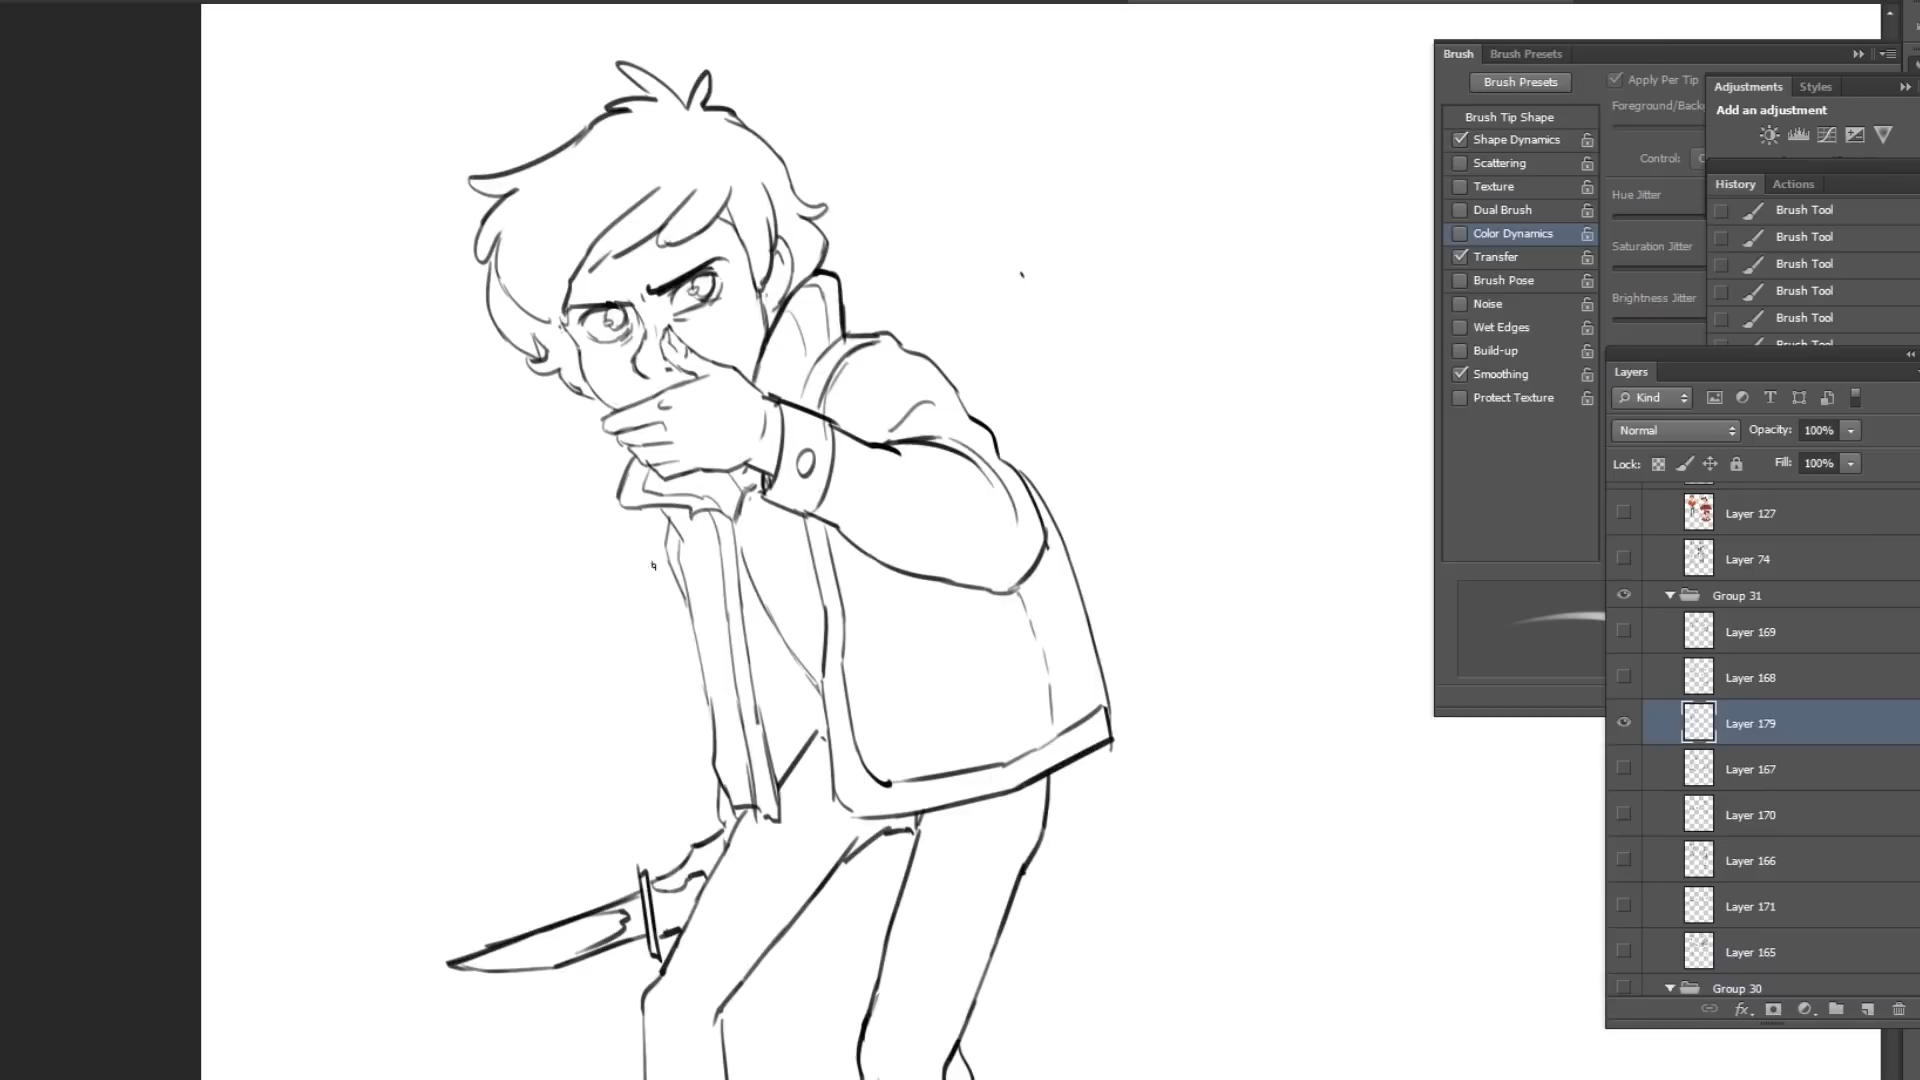 Brush Brush Presets
Brush Presets
Apply Per Tip
Brush Tip Shape
Foreground/Back
Shape Dynamics
Scattering
Control:
Texture
Hue Jitter
Dual Brush
Color Dynamics
Saturation Jitter
Transfer
Brush Pose
Brightness Jitter
Noise
Wet Edges
Build-up
Smoothing
Protect Texture
Adjustments Styles
Add an adjustment
History Actions
Brush Tool
Brush Tool
Brush Tool
Brush Tool
Brush Tool
Brush Tool
Layers
Kind
Normal Opacity: 100%
Lock: Fill: 100%
Layer 127
Layer 74
Group 31
Layer 169
Layer 168
Layer 179
Layer 167
Layer 170
Layer 166
Layer 171
Layer 165
Group 30
fx